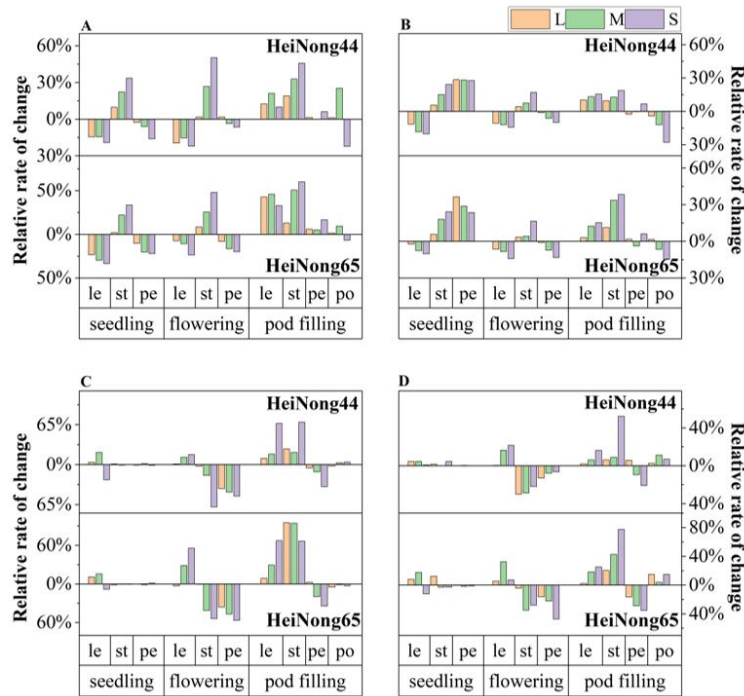 A B L M S
60% HeiNong44 HeiNong44 60%
30% 30%
0% 0%
30% 30%
50% 60%
0% 30%
50% HeiNong65 HeiNong65 0%
30%
Relative rate of change
Relative rate of change
le st pe le st pe le st pe po
seedling flowering pod filling
le st pe le st pe le st pe po
seedling flowering pod filling
C D
HeiNong44 HeiNong44
65% 40%
0% 0%
65% 40%
60% 80%
0% 40%
60% 0%
40%
HeiNong65 HeiNong65
Relative rate of change
Relative rate of change
le st pe le st pe le st pe po
seedling flowering pod filling
le st pe le st pe le st pe po
seedling flowering pod filling